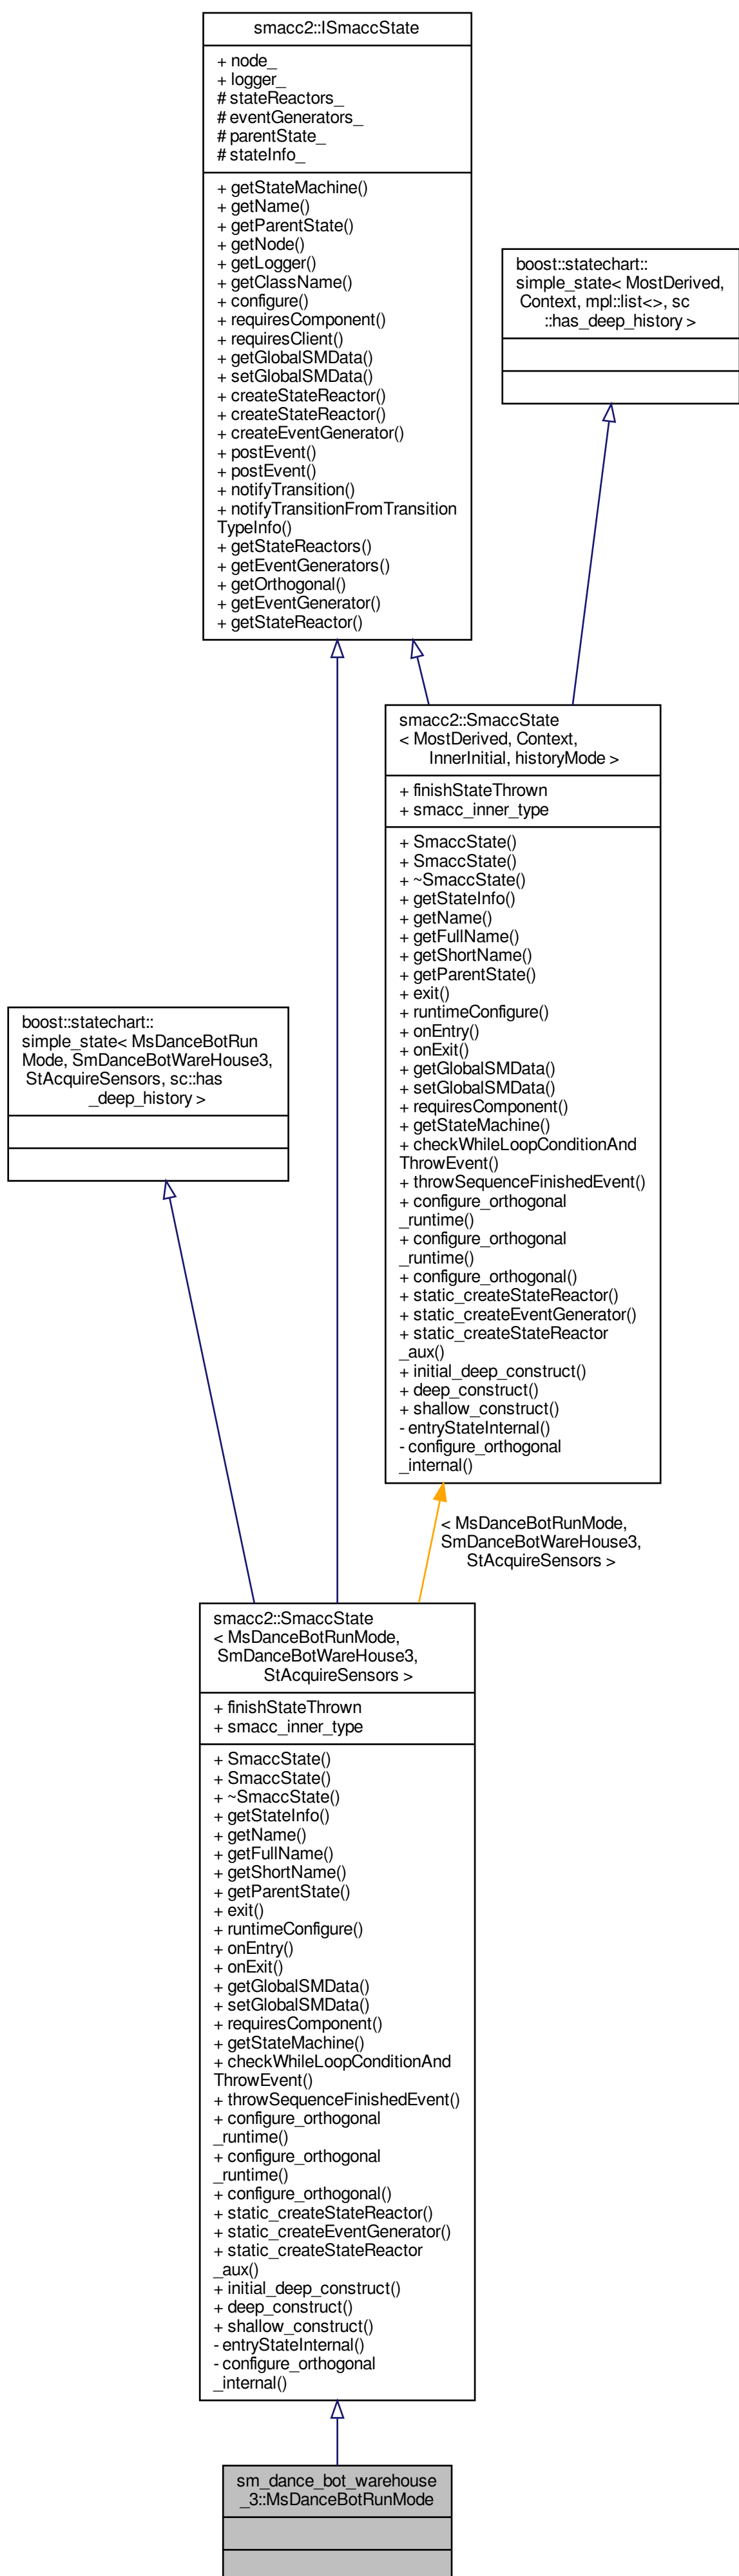 smacc2::ISmaccState
+ node_
+ logger_
# stateReactors_
# eventGenerators_
# parentState_
# stateInfo_
+ getStateMachine()
+ getName()
+ getParentState()
+ getNode()
+ getLogger()
+ getClassName()
+ configure()
+ requiresComponent()
+ requiresClient()
+ getGlobalSMData()
+ setGlobalSMData()
+ createStateReactor()
+ createStateReactor()
+ createEventGenerator()
+ postEvent()
+ postEvent()
+ notifyTransition()
+ notifyTransitionFromTransition
TypeInfo()
+ getStateReactors()
+ getEventGenerators()
+ getOrthogonal()
+ getEventGenerator()
+ getStateReactor()
boost::statechart::
simple_state< MostDerived,
Context, mpl::list<>, sc
::has_deep_history >
smacc2::SmaccState
< MostDerived, Context,
InnerInitial, historyMode >
+ finishStateThrown
+ smacc_inner_type
+ SmaccState()
+ SmaccState()
+ ~SmaccState()
+ getStateInfo()
+ getName()
+ getFullName()
+ getShortName()
+ getParentState()
+ exit()
+ runtimeConfigure()
+ onEntry()
+ onExit()
+ getGlobalSMData()
+ setGlobalSMData()
+ requiresComponent()
+ getStateMachine()
+ checkWhileLoopConditionAnd
ThrowEvent()
+ throwSequenceFinishedEvent()
+ configure_orthogonal
_runtime()
+ configure_orthogonal
_runtime()
+ configure_orthogonal()
+ static_createStateReactor()
+ static_createEventGenerator()
+ static_createStateReactor
_aux()
+ initial_deep_construct()
+ deep_construct()
+ shallow_construct()
- entryStateInternal()
- configure_orthogonal
_internal()
boost::statechart::
simple_state< MsDanceBotRun
Mode, SmDanceBotWareHouse3,
StAcquireSensors, sc::has
_deep_history >
< MsDanceBotRunMode,
SmDanceBotWareHouse3,
StAcquireSensors >
smacc2::SmaccState
< MsDanceBotRunMode,
SmDanceBotWareHouse3,
StAcquireSensors >
+ finishStateThrown
+ smacc_inner_type
+ SmaccState()
+ SmaccState()
+ ~SmaccState()
+ getStateInfo()
+ getName()
+ getFullName()
+ getShortName()
+ getParentState()
+ exit()
+ runtimeConfigure()
+ onEntry()
+ onExit()
+ getGlobalSMData()
+ setGlobalSMData()
+ requiresComponent()
+ getStateMachine()
+ checkWhileLoopConditionAnd
ThrowEvent()
+ throwSequenceFinishedEvent()
+ configure_orthogonal
_runtime()
+ configure_orthogonal
_runtime()
+ configure_orthogonal()
+ static_createStateReactor()
+ static_createEventGenerator()
+ static_createStateReactor
_aux()
+ initial_deep_construct()
+ deep_construct()
+ shallow_construct()
- entryStateInternal()
- configure_orthogonal
_internal()
sm_dance_bot_warehouse
_3::MsDanceBotRunMode